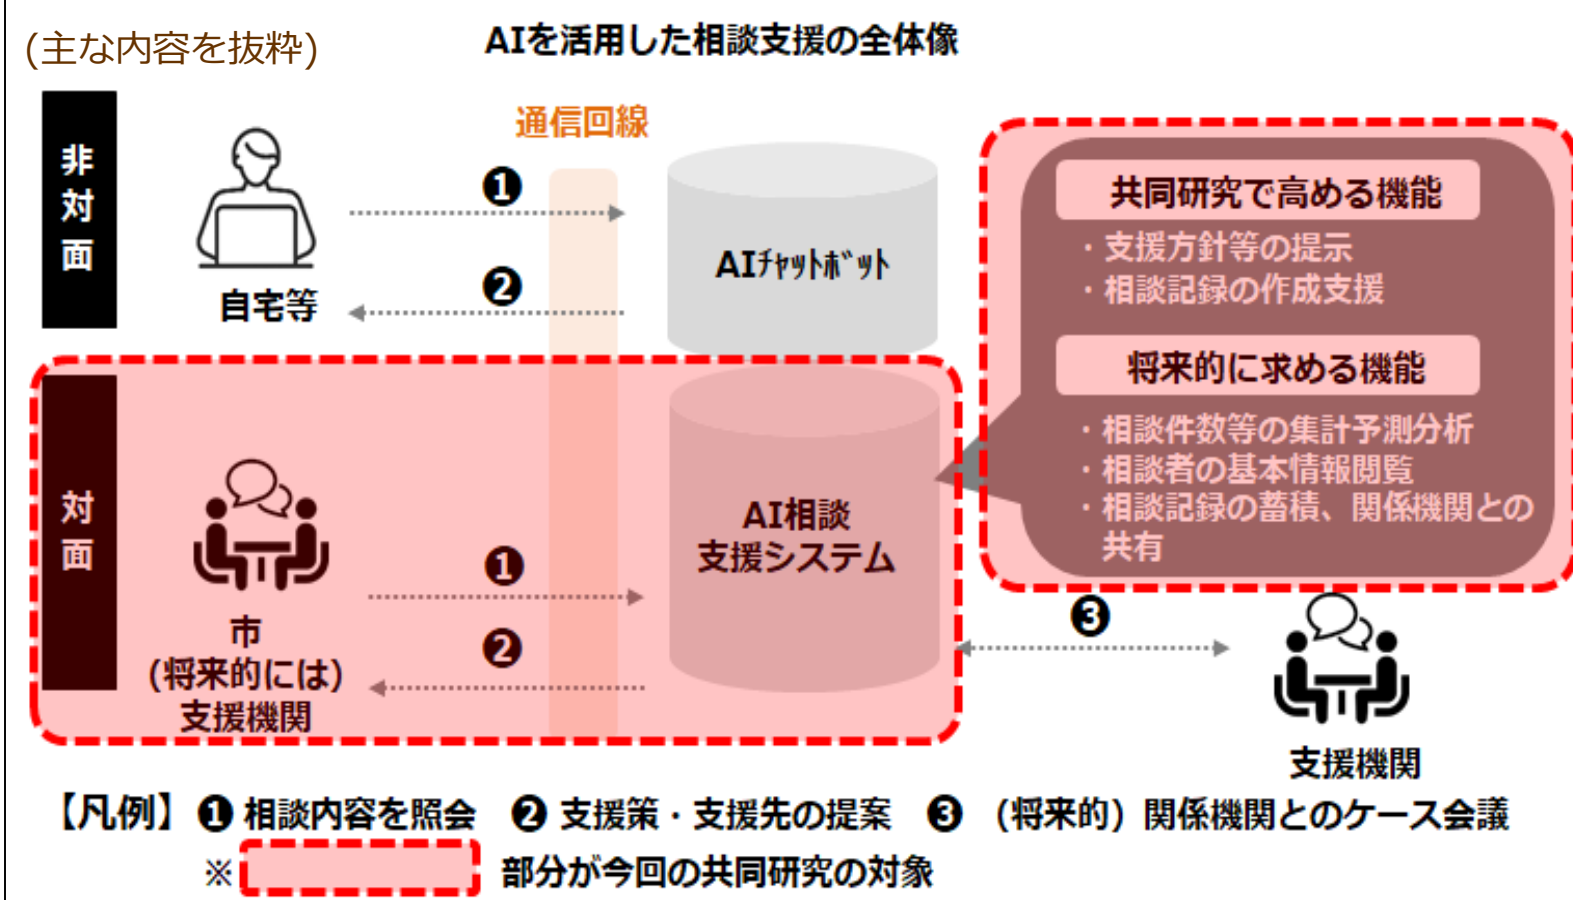 (主な内容を抜粋)
AIを活用した相談支援の全体像
非対面
通信回線
❶
❷
自宅等
AIﾁｬｯﾄﾎﾞｯﾄ
共同研究で高める機能
・支援方針等の提示
・相談記録の作成支援
将来的に求める機能
・相談件数等の集計予測分析
・相談者の基本情報閲覧
・相談記録の蓄積、関係機関との
共有
対面
❶
❷
市
(将来的には)
支援機関
AI相談
支援システム
❸
支援機関
【凡例】❶ 相談内容を照会 ❷ 支援策・支援先の提案 ❸ （将来的）関係機関とのケース会議
※ 部分が今回の共同研究の対象